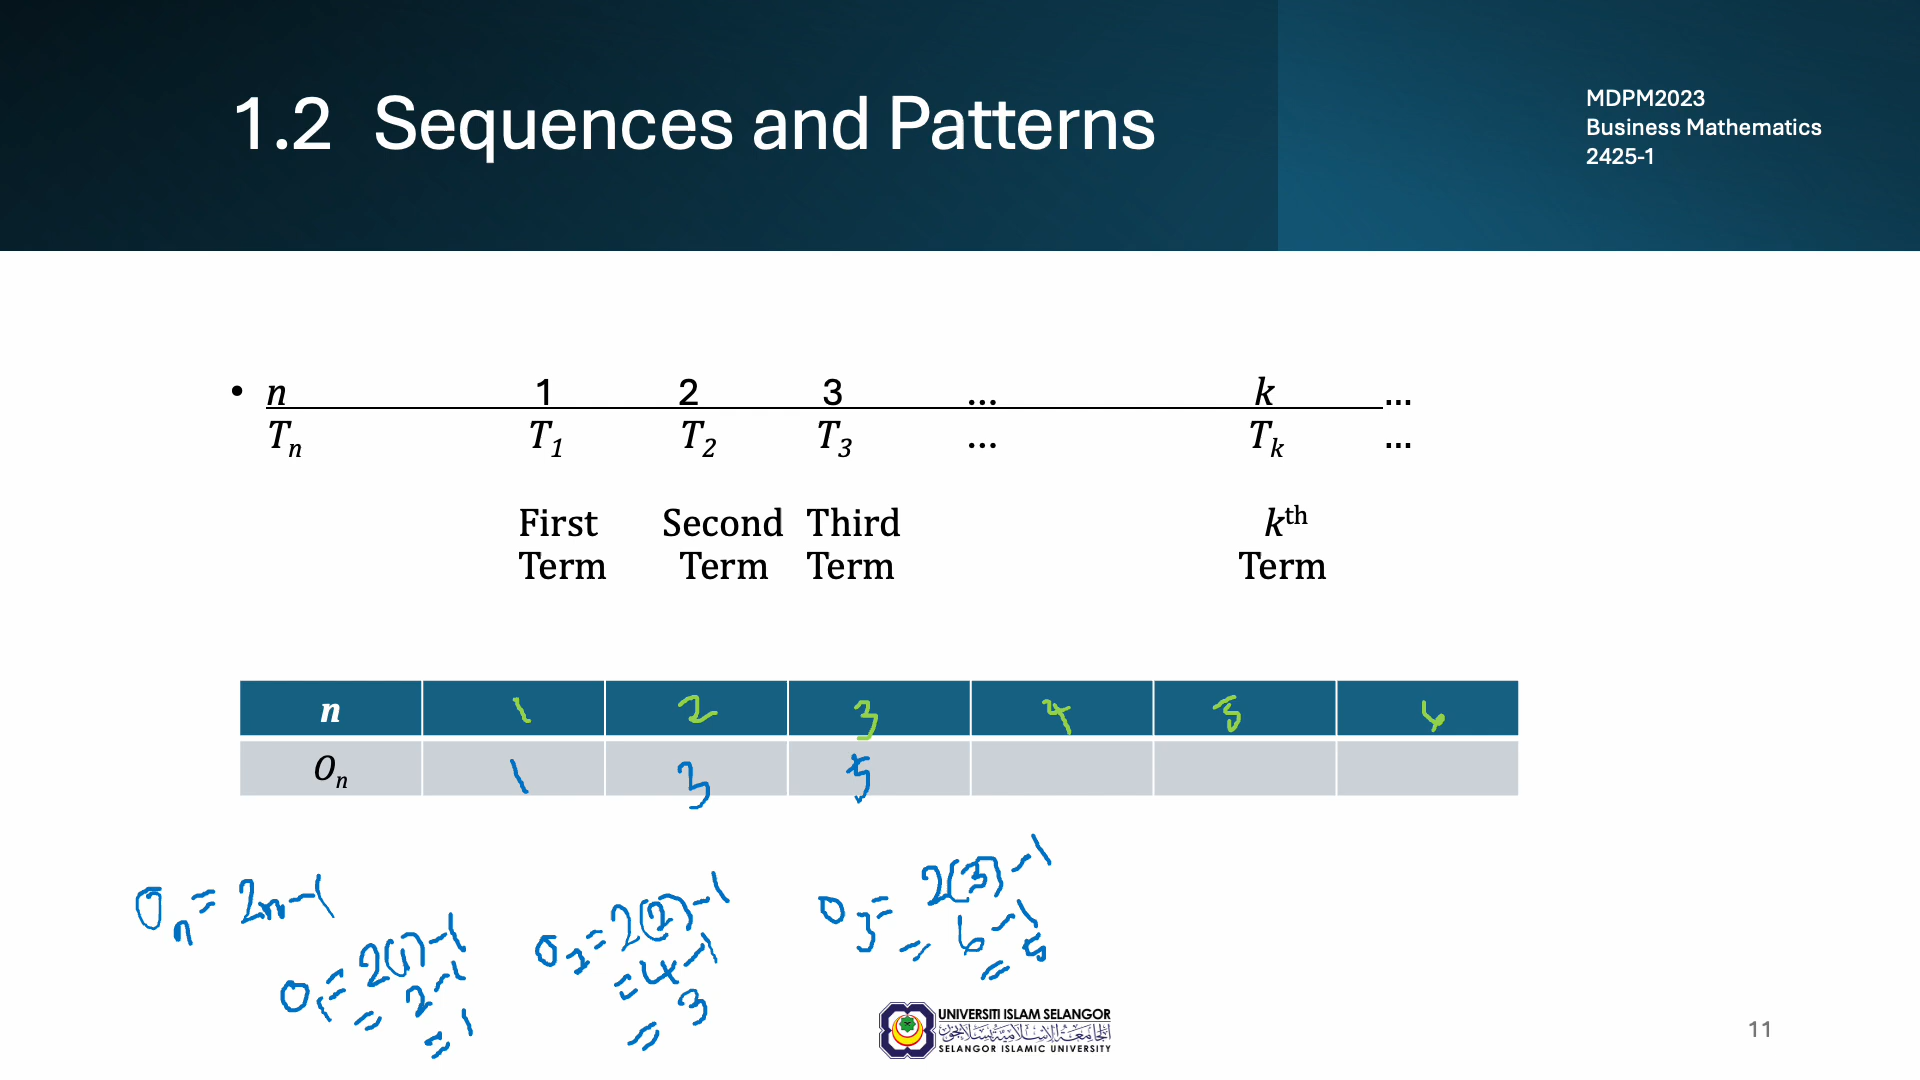 1.2 Sequences and Patterns
MDPM2023
Business Mathematics
2425-1
• n 1 2 3 ... k ...
Tn T1 T2 T3 ... Tk ...
First Second Third kth
Term Term Term Term
n 1 2 3 4 5 6
On 1 3 5
On = 2n-1
O1 = 2(1)-1
= 2-1
= 1
O2 = 2(2)-1
= 4-1
= 3
O3 = 2(3)-1
= 6-1
= 5
UNIVERSITI ISLAM SELANGOR
SELANGOR ISLAMIC UNIVERSITY
11